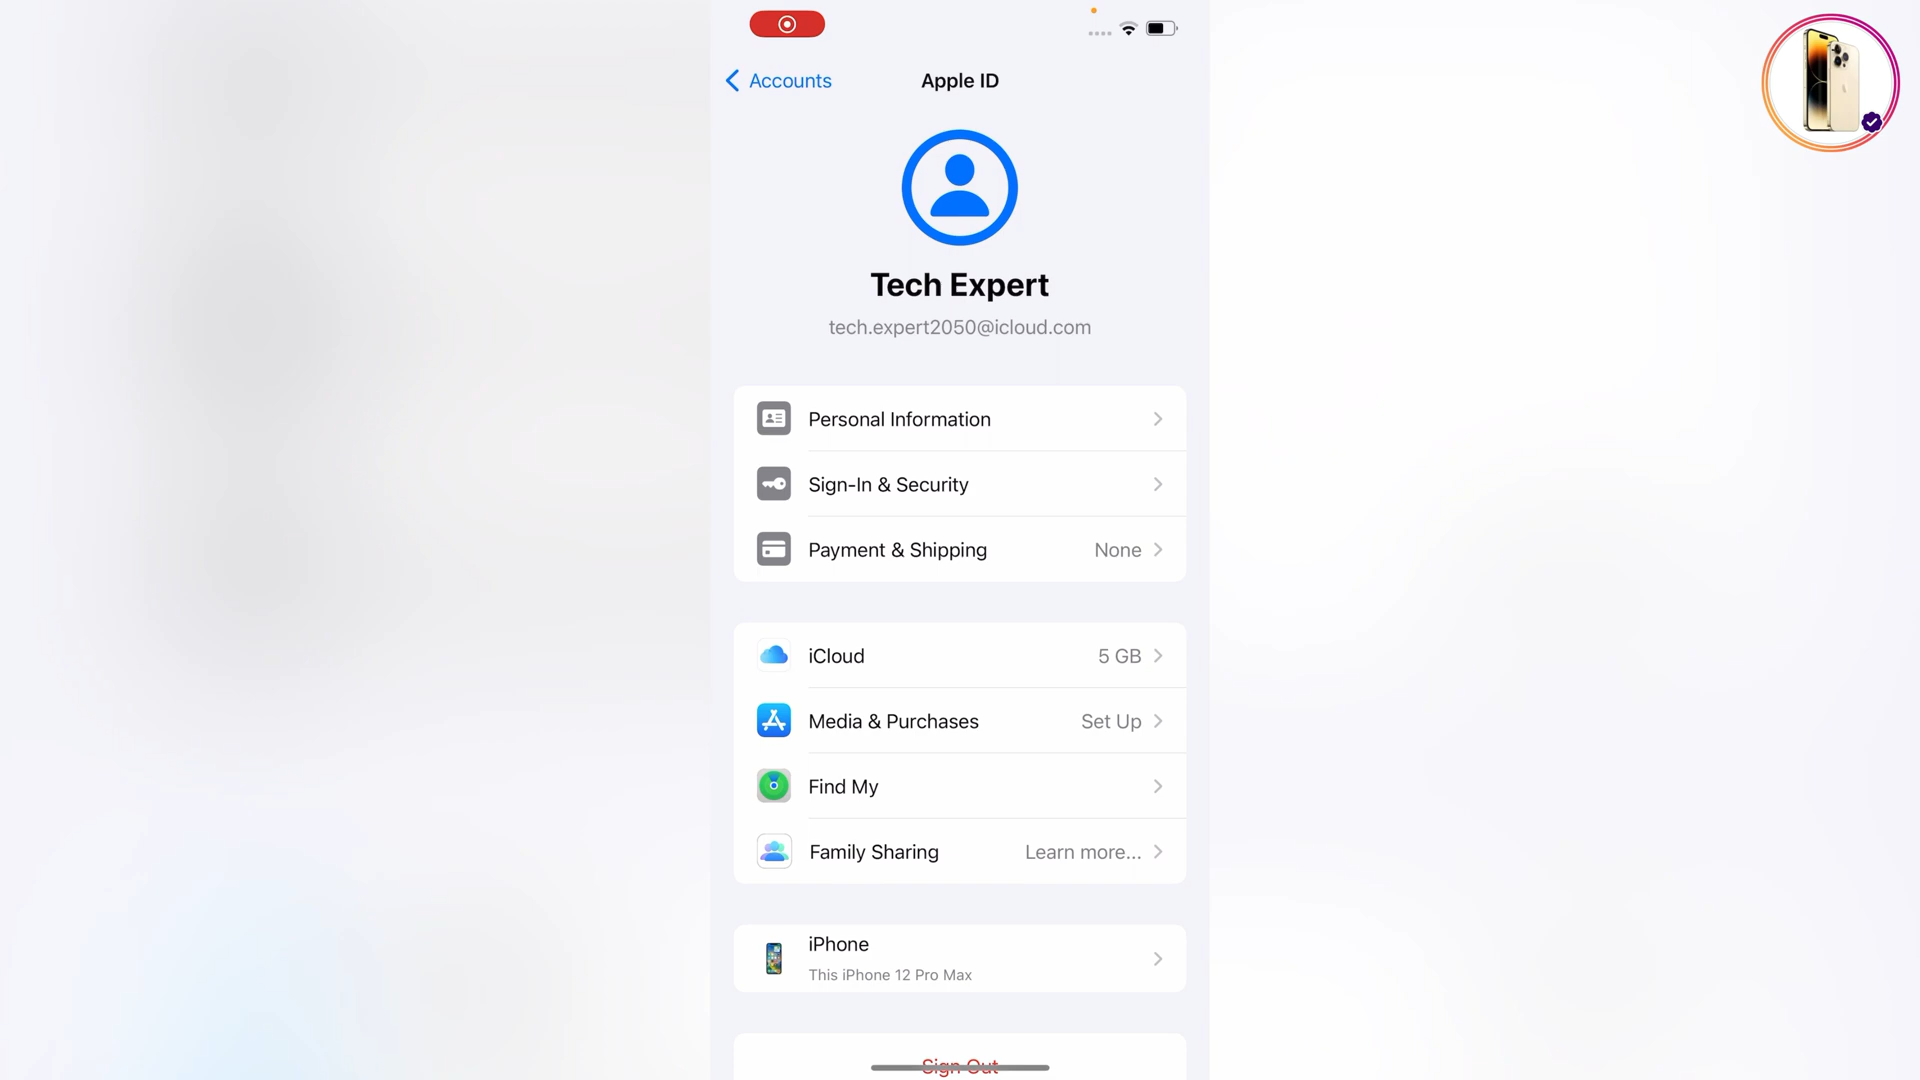 Accounts
Apple ID
Tech Expert
tech.expert2050@icloud.com
Personal Information
Sign-In & Security
Payment & Shipping None
iCloud 5 GB
Media & Purchases Set Up
Find My
Family Sharing Learn more...
iPhone
This iPhone 12 Pro Max
Sign Out